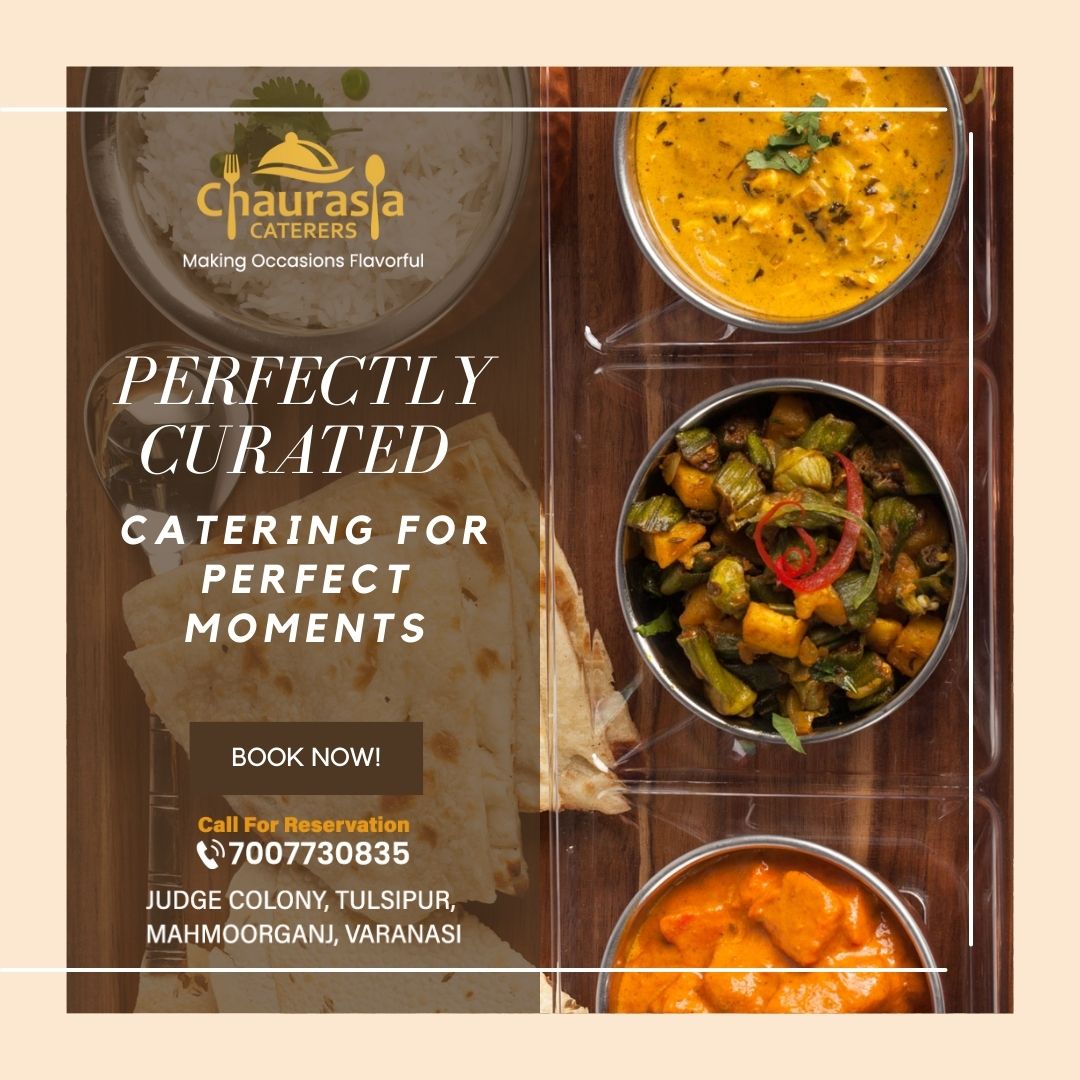 Chaurasia
CATERERS
Making Occasions Flavorful
PERFECTLY
CURATED
CATERING FOR
PERFECT
MOMENTS
BOOK NOW!
Call For Reservation
7007730835
JUDGE COLONY, TULSIPUR,
MAHMOORGANJ, VARANASI